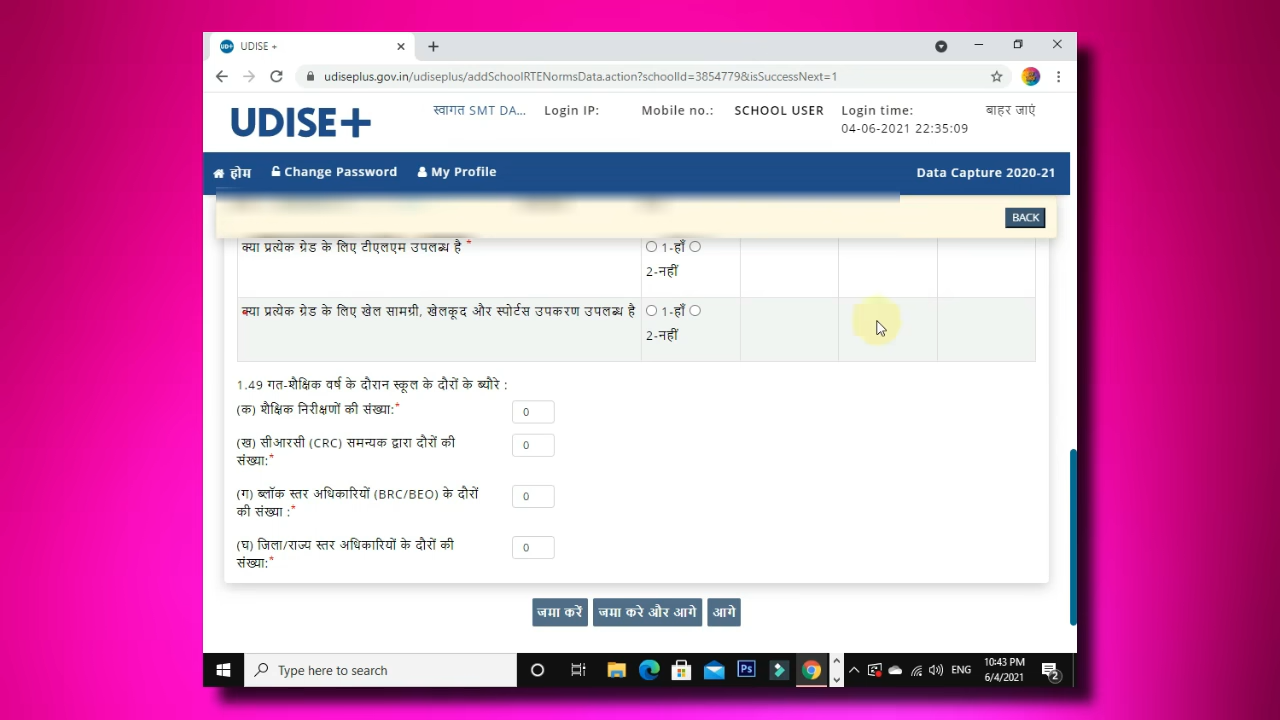 UDISE +
udiseplus.gov.in/udiseplus/addSchoolRTENormsData.action?schoolId=3854779&isSuccessNext=1
UDISE+
स्वागत SMT DA... Login IP: Mobile no.: SCHOOL USER Login time: बाहर जाएं
04-06-2021 22:35:09
होम Change Password My Profile Data Capture 2020-21
BACK
क्या प्रत्येक ग्रेड के लिए टीएलएम उपलब्ध है * 1-हाँ
2-नहीं
क्या प्रत्येक ग्रेड के लिए खेल सामग्री, खेलकूद और स्पोर्टस उपकरण उपलब्ध है 1-हाँ
2-नहीं
1.49 गत-शैक्षिक वर्ष के दौरान स्कूल के दौरों के ब्यौरे :
(क) शैक्षिक निरीक्षणों की संख्या:* 0
(ख) सीआरसी (CRC) समन्यक द्वारा दौरों की 0
संख्या:*
(ग) ब्लॉक स्तर अधिकारियों (BRC/BEO) के दौरों 0
की संख्या :*
(घ) जिला/राज्य स्तर अधिकारियों के दौरों की 0
संख्या:*
जमा करें जमा करे और आगे आगे
Type here to search Ps ENG 10:43 PM
6/4/2021 2